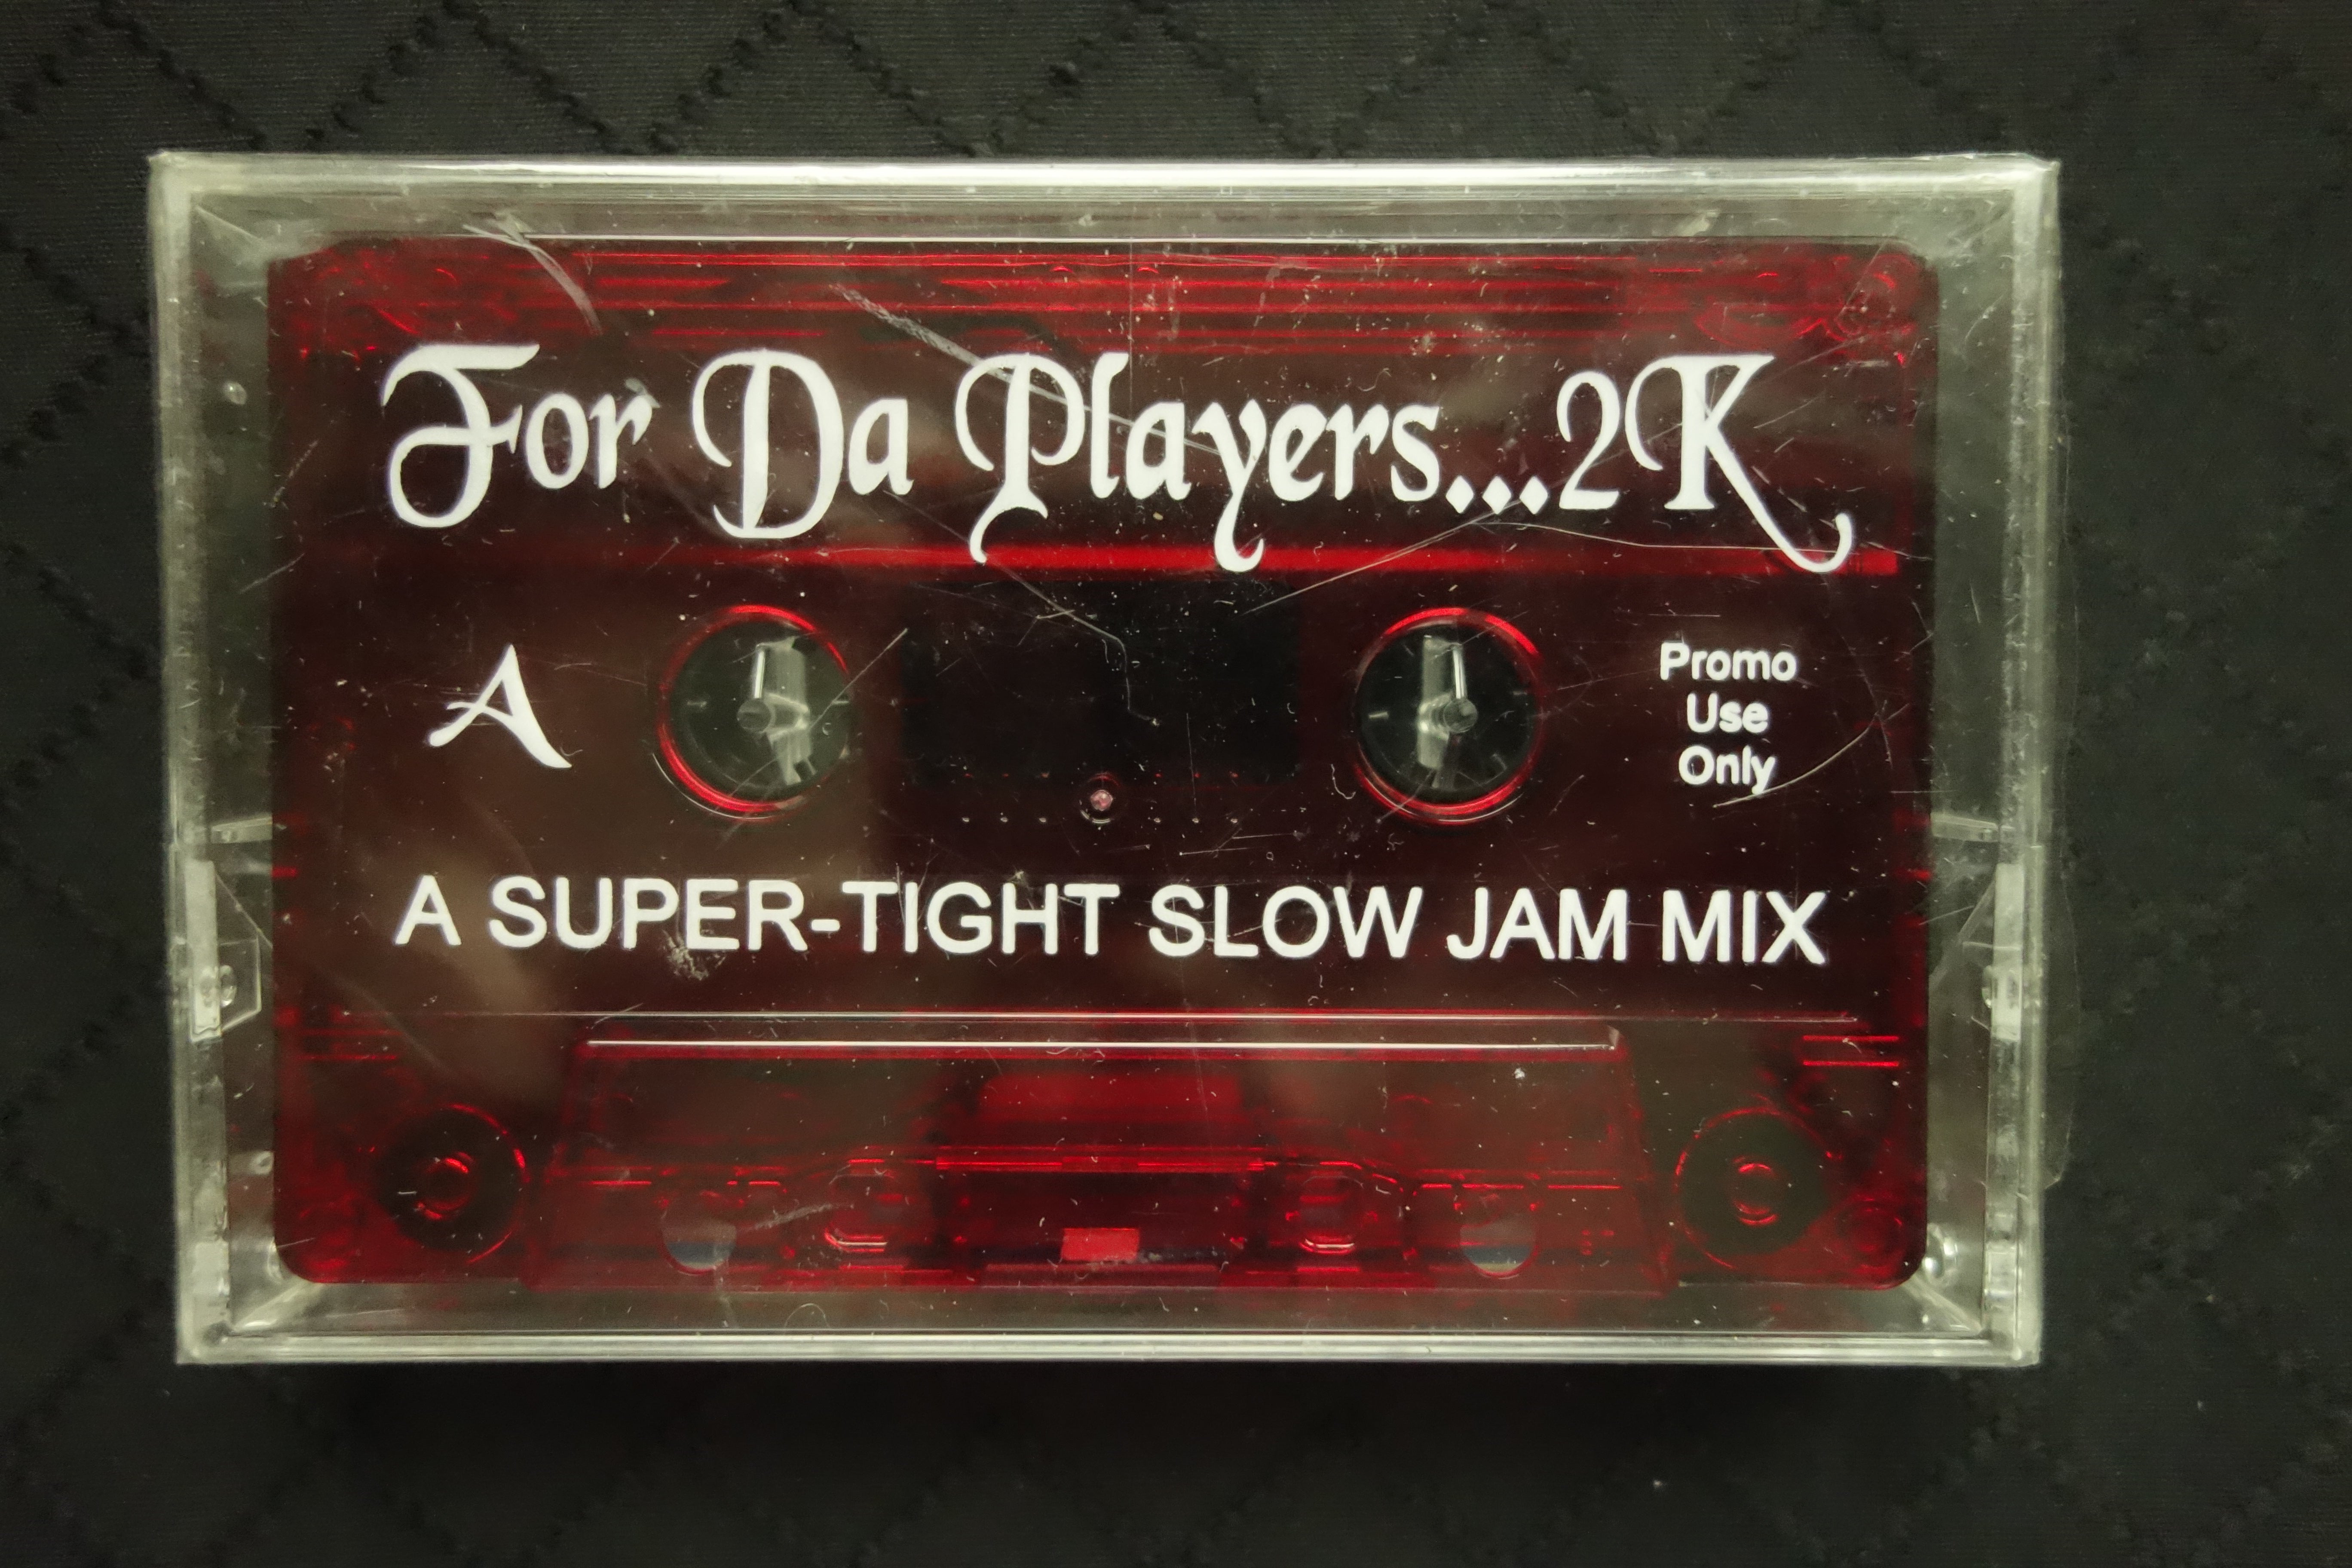 For Da Players...2K
A
Promo
Use
Only
A SUPER-TIGHT SLOW JAM MIX